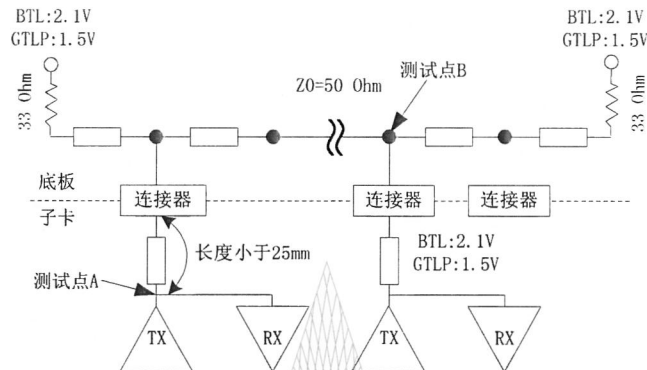 BTL:2.1V
GTLP:1.5V
BTL:2.1V
GTLP:1.5V
33 Ohm
Z0=50 Ohm
测试点B
33 Ohm
底板
子卡
连接器
连接器
连接器
长度小于25mm
BTL:2.1V
GTLP:1.5V
测试点A
TX
RX
TX
RX